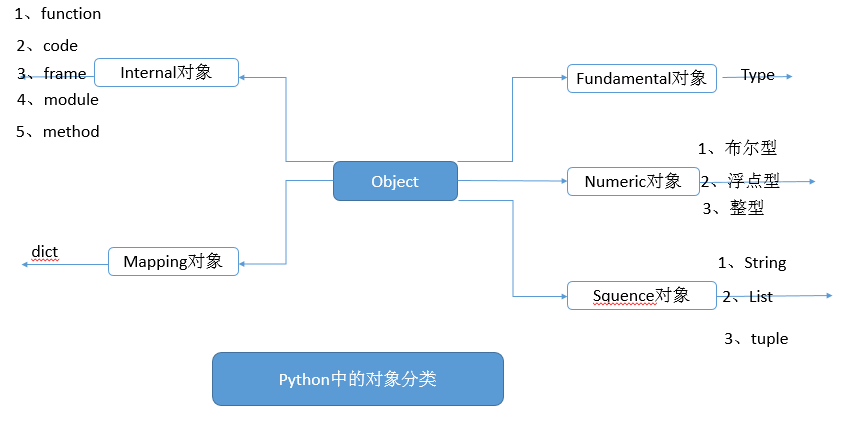 1、function
2、code
3、frame
4、module
5、method
Internal对象
Fundamental对象
Type
Object
1、布尔型
Numeric对象
2、浮点型
3、整型
dict
Mapping对象
1、String
Squence对象
2、List
3、tuple
Python中的对象分类